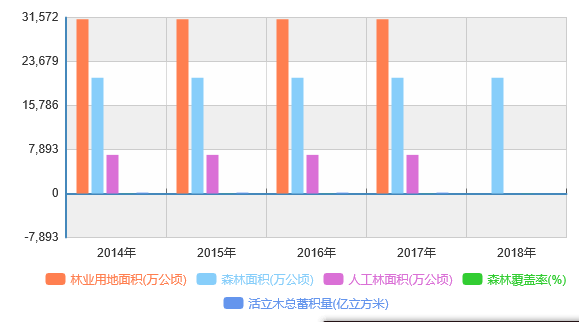 31,572
23,679
15,786
7,893
0
-7,893
2014年 2015年 2016年 2017年 2018年
林业用地面积(万公顷) 森林面积(万公顷) 人工林面积(万公顷) 森林覆盖率(%)
活立木总蓄积量(亿立方米)